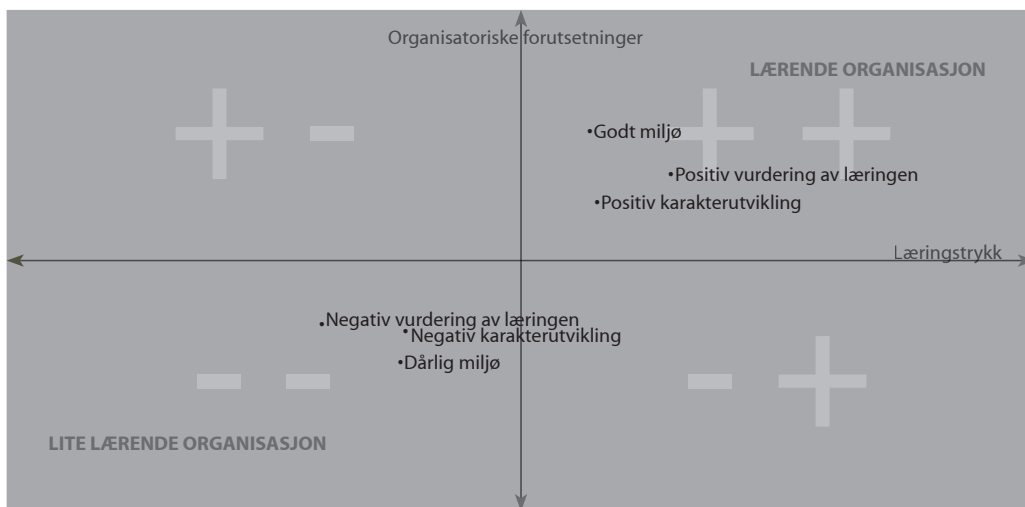 Organisatoriske forutsetninger
LÆRENDE ORGANISASJON
•Godt miljø
•Positiv vurdering av læringen
•Positiv karakterutvikling
Læringstrykk
•Negativ vurdering av læringen
•Negativ karakterutvikling
•Dårlig miljø
LITE LÆRENDE ORGANISASJON